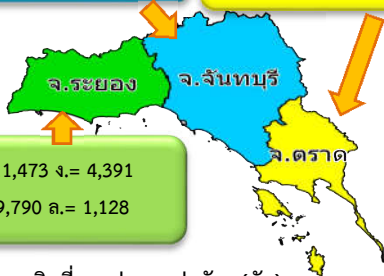 จ.ระยอง
จ.จันทบุรี
จ.ตราด
1,473 ง.= 4,391
9,790 ล.= 1,128